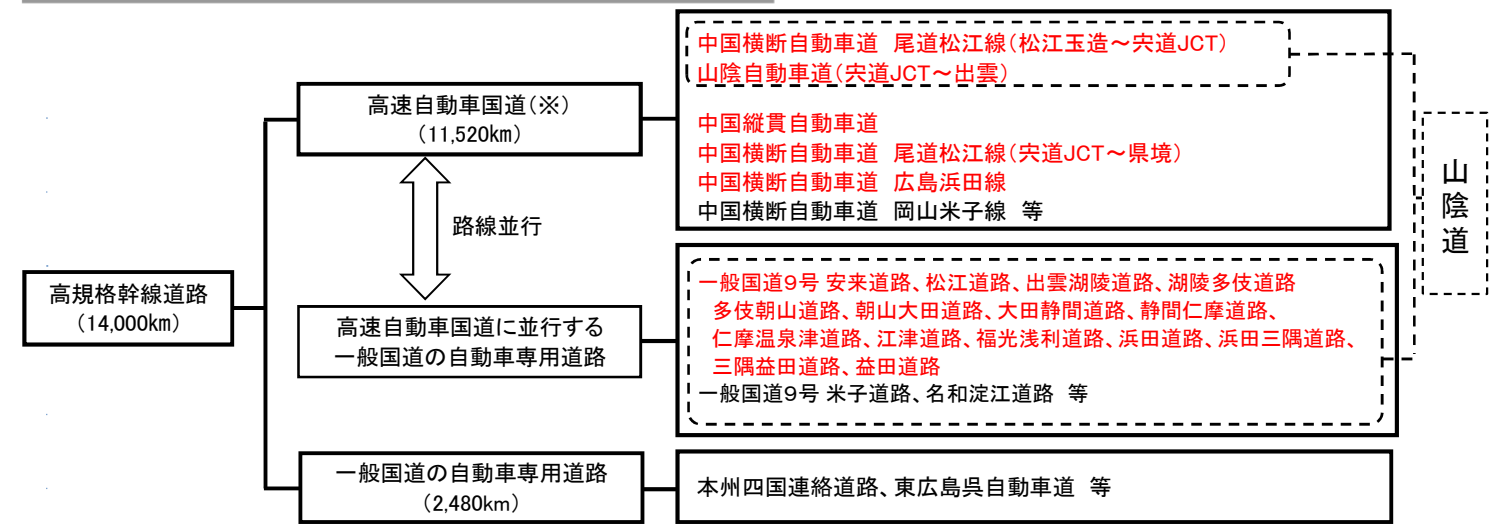 高規格幹線道路
(14,000km)
高速自動車国道(※)
(11,520km)
路線並行
高速自動車国道に並行する
一般国道の自動車専用道路
一般国道の自動車専用道路
(2,480km)
中国横断自動車道 尾道松江線(松江玉造~宍道JCT)
山陰自動車道(宍道JCT~出雲)
中国縦貫自動車道
中国横断自動車道 尾道松江線(宍道JCT~県境)
中国横断自動車道 広島浜田線
中国横断自動車道 岡山米子線 等
一般国道9号 安来道路、松江道路、出雲湖陵道路、湖陵多伎道路
多伎朝山道路、朝山大田道路、大田静間道路、静間仁摩道路、
仁摩温泉津道路、江津道路、福光浅利道路、浜田道路、浜田三隅道路、
三隅益田道路、益田道路
一般国道9号 米子道路、名和淀江道路 等
本州四国連絡道路、東広島呉自動車道 等
山陰道